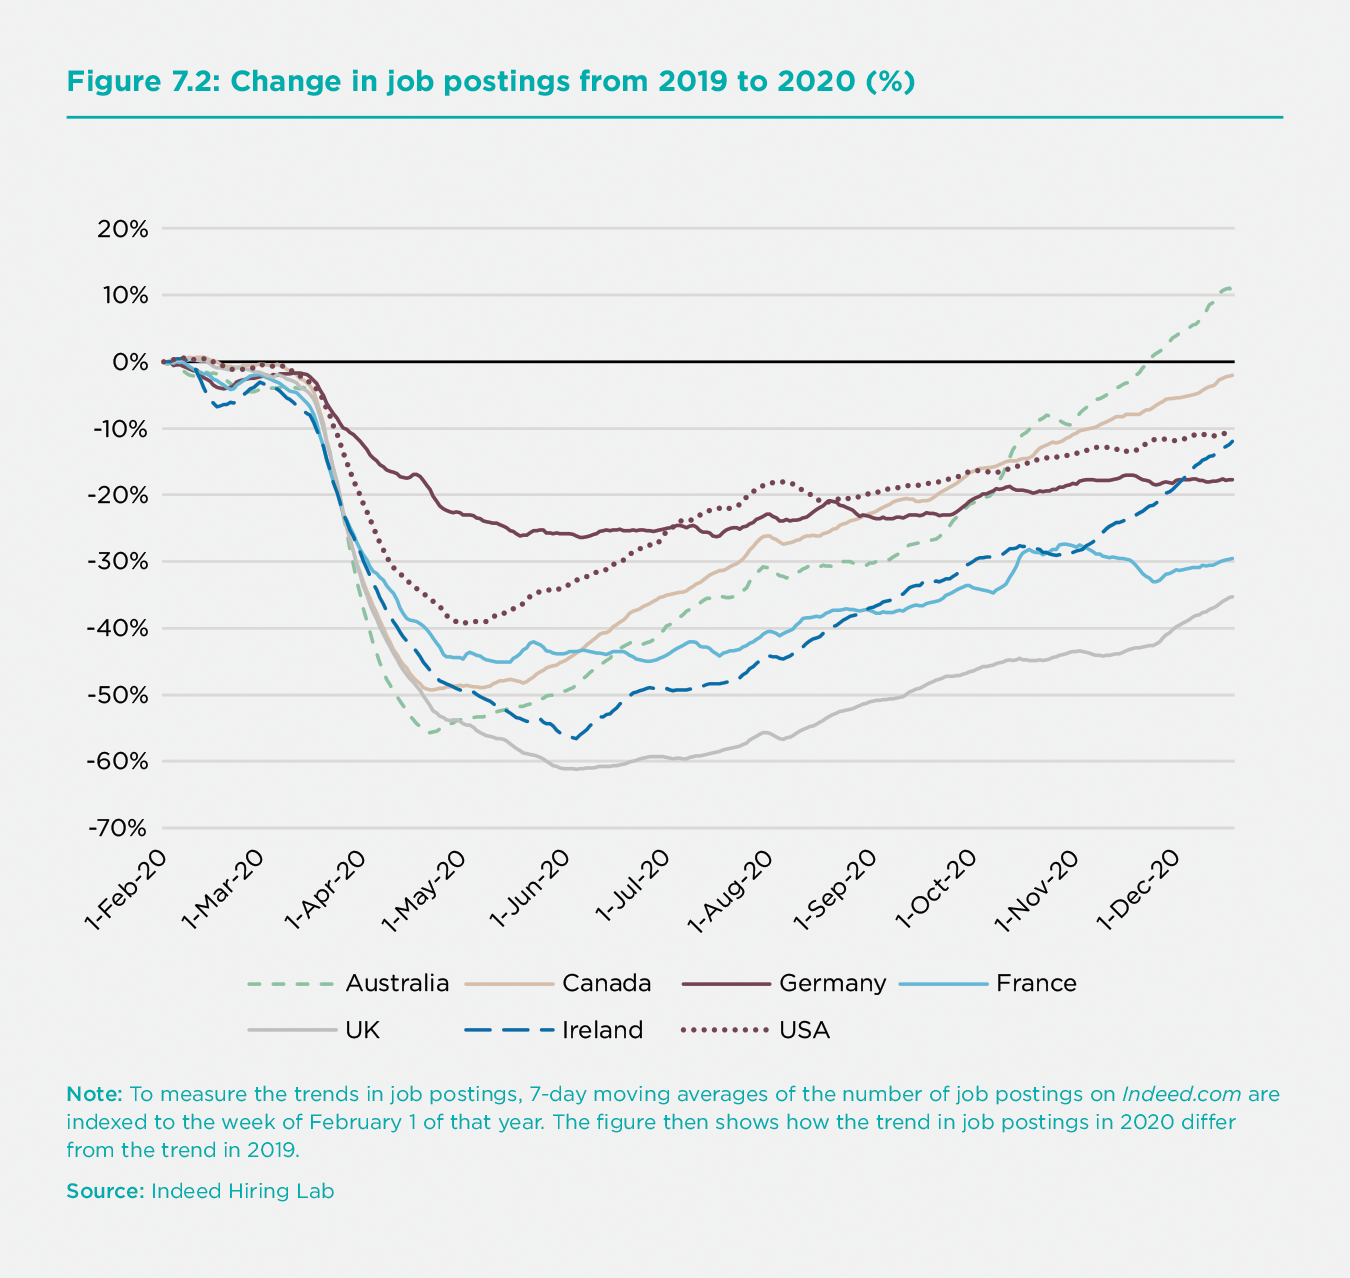 Figure 7.2: Change in job postings from 2019 to 2020 (%)
20%
10%
0%
-10%
-20%
-30%
-40%
-50%
-60%
-70%
1-Feb-20
1-Mar-20
1-Apr-20
1-May-20
1-Jun-20
1-Jul-20
1-Aug-20
1-Sep-20
1-Oct-20
1-Nov-20
1-Dec-20
Australia
Canada
Germany
France
UK
Ireland
USA
Note: To measure the trends in job postings, 7-day moving averages of the number of job postings on Indeed.com are
indexed to the week of February 1 of that year. The figure then shows how the trend in job postings in 2020 differ
from the trend in 2019.
Source: Indeed Hiring Lab